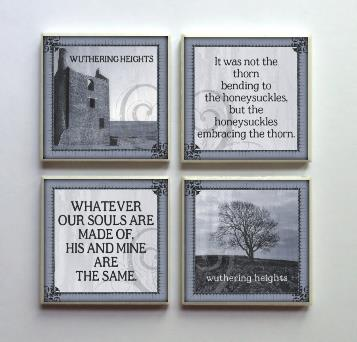 WUTHERING HEIGHTS
It was not the
thorn
bending to
the honeysuckles,
but the
honeysuckles
embracing the thorn.
WHATEVER
OUR SOULS ARE
MADE OF,
HIS AND MINE
ARE
THE SAME.
wuthering heights